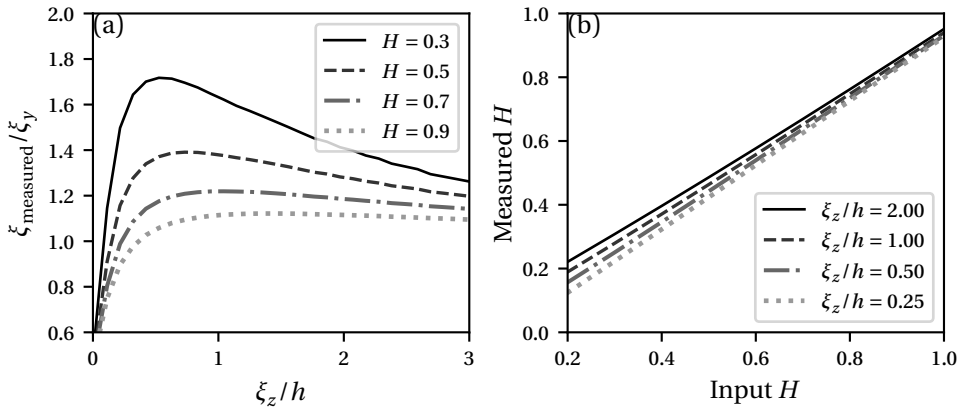 (a)
2.0
1.8
1.6
1.4
1.2
1.0
0.8
0.6
ξmeasured/ξy
H = 0.3
H = 0.5
H = 0.7
H = 0.9
0 1 2 3
ξz/h
(b)
1.0
0.8
0.6
0.4
0.2
0.0
Measured H
ξz/h = 2.00
ξz/h = 1.00
ξz/h = 0.50
ξz/h = 0.25
0.2 0.4 0.6 0.8 1.0
Input H